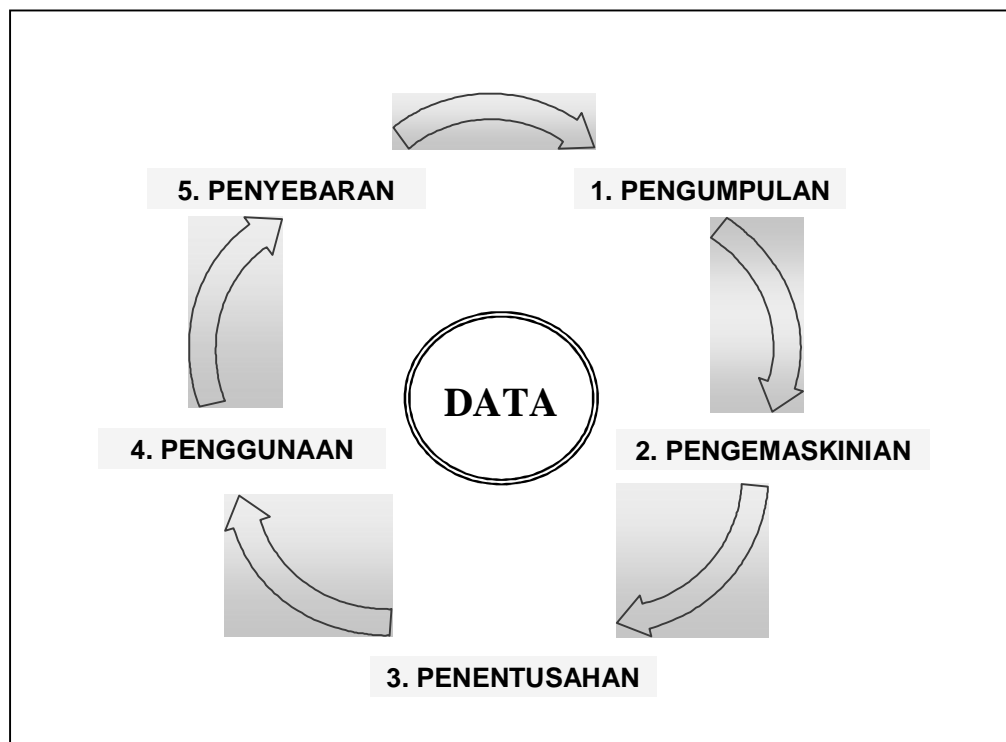 1. PENGUMPULAN
2. PENGEMASKINIAN
3. PENENTUSAHAN
4. PENGGUNAAN
5. PENYEBARAN
DATA